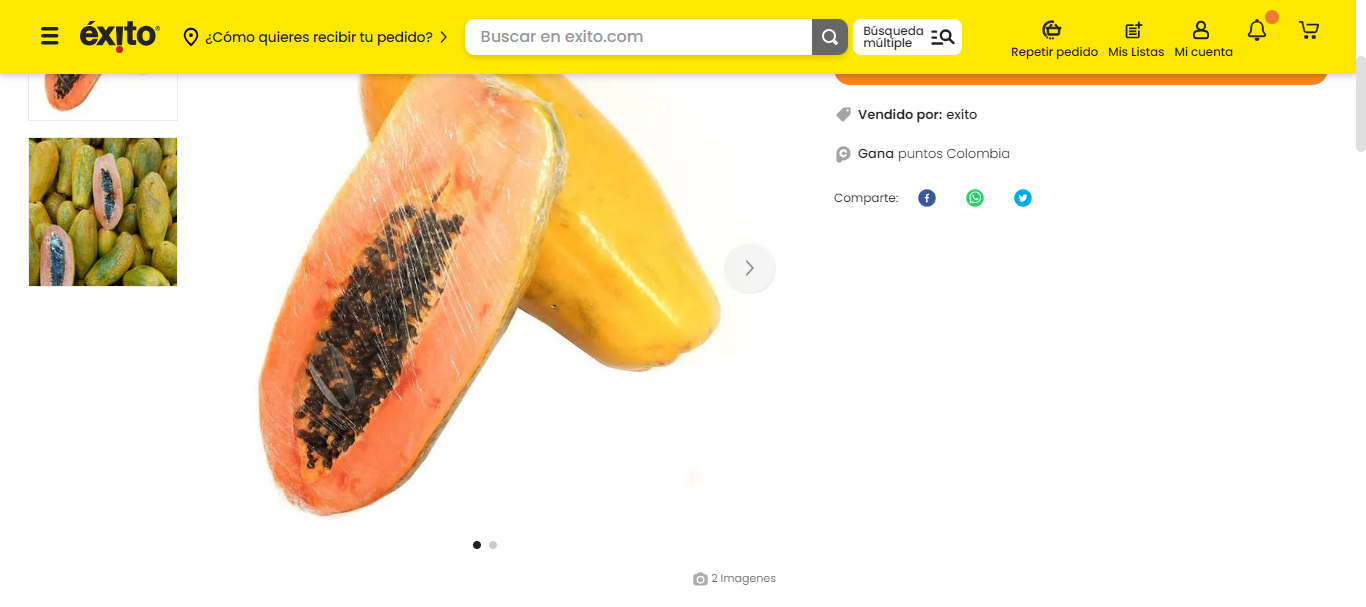 éxito
¿Cómo quieres recibir tu pedido?
Buscar en exito.com
Búsqueda
múltiple
Repetir pedido
Mis Listas
Mi cuenta
Vendido por: exito
Gana puntos Colombia
Comparte:
2 Imagenes